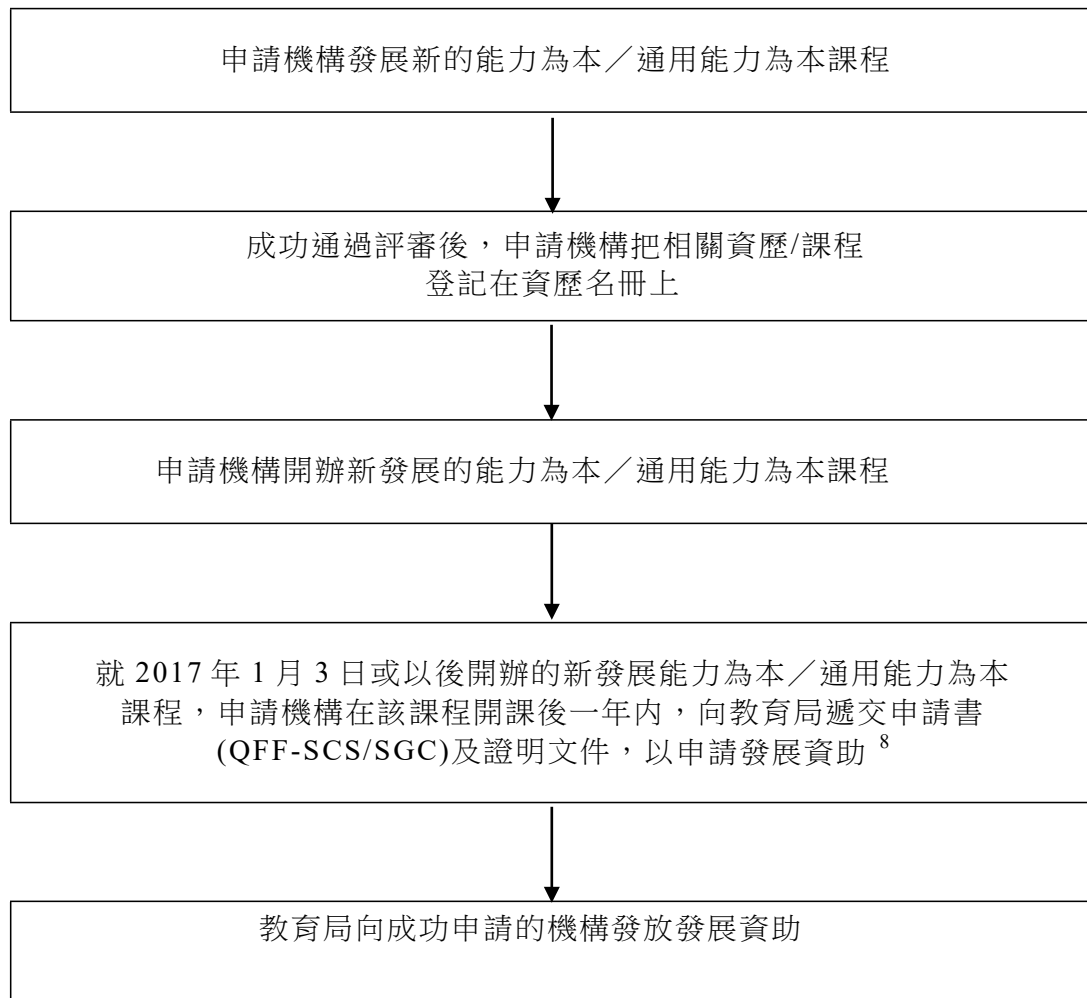 申請機構發展新的能力為本／通用能力為本課程
成功通過評審後，申請機構把相關資歷/課程
登記在資歷名冊上
申請機構開辦新發展的能力為本／通用能力為本課程
就 2017 年 1 月 3 日或以後開辦的新發展能力為本／通用能力為本
課程，申請機構在該課程開課後一年內，向教育局遞交申請書
(QFF-SCS/SGC)及證明文件，以申請發展資助 8
教育局向成功申請的機構發放發展資助